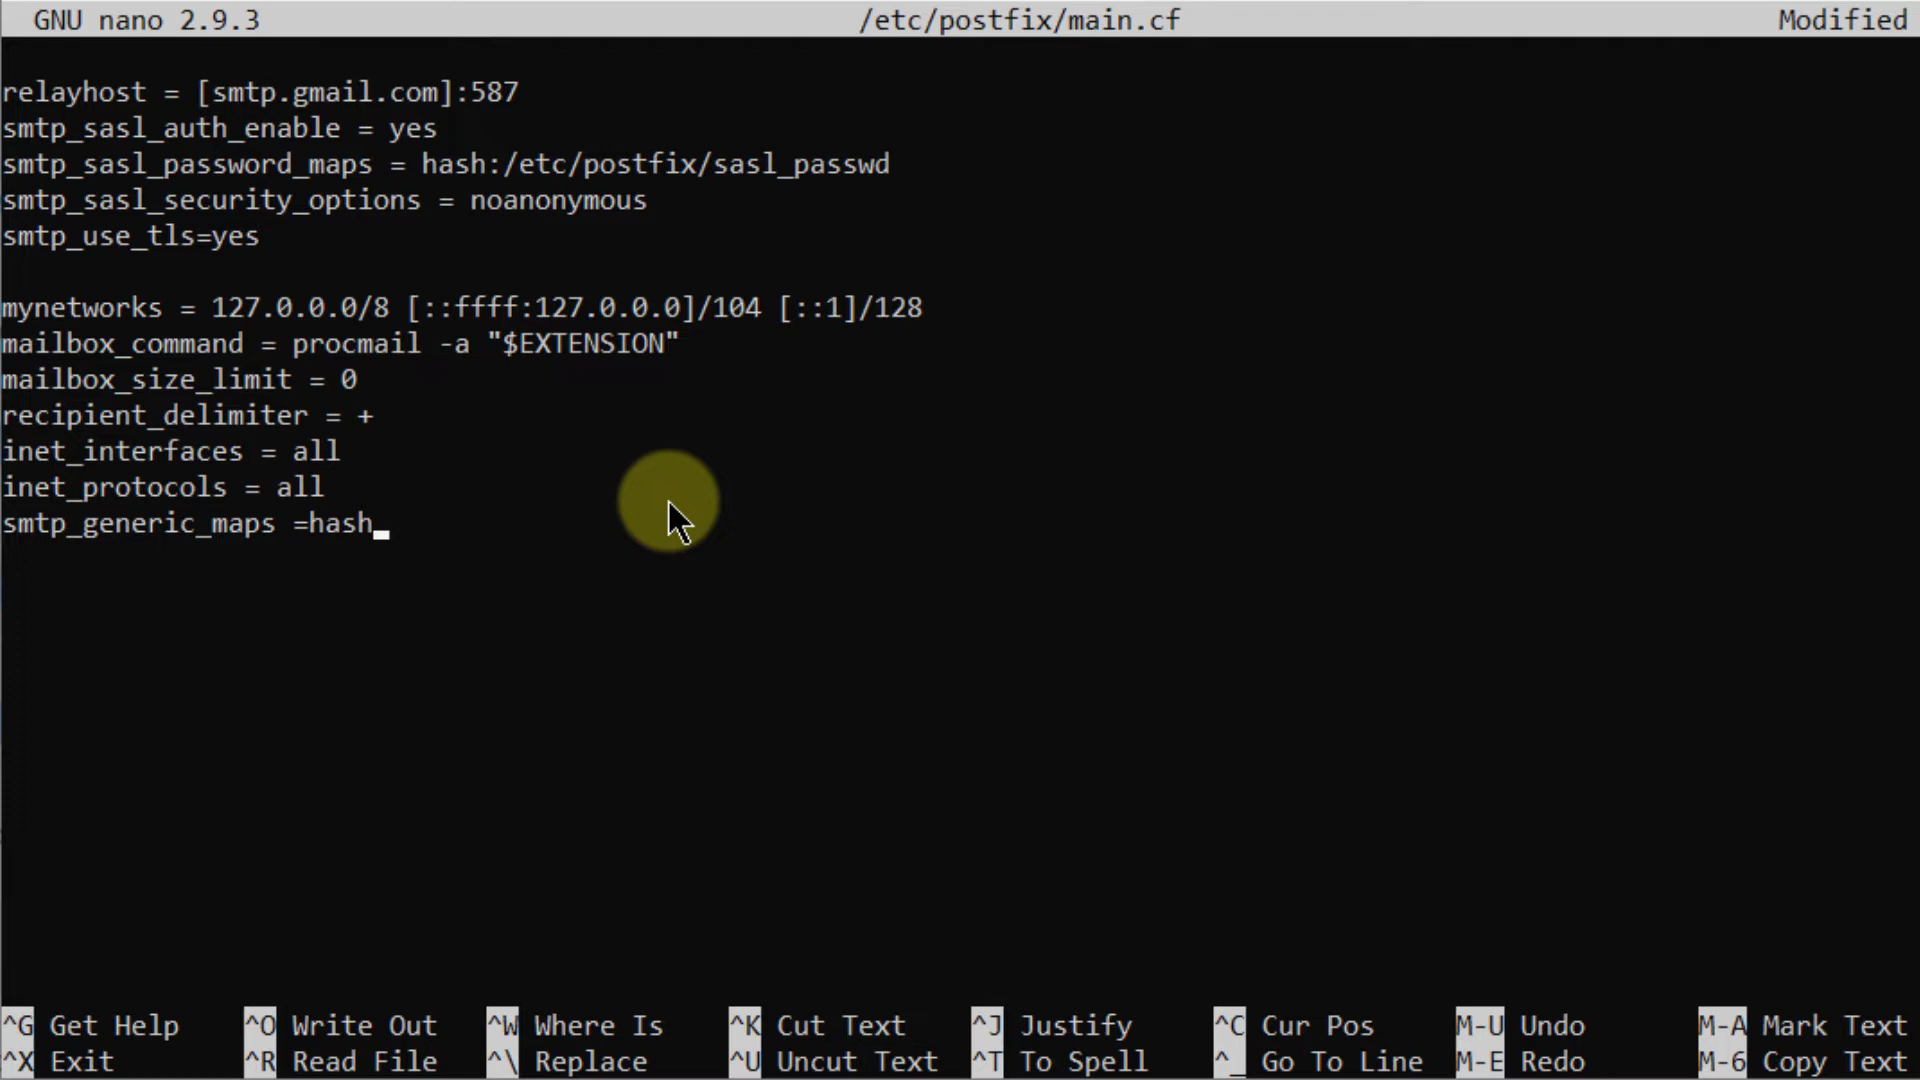 GNU nano 2.9.3 /etc/postfix/main.cf Modified
relayhost = [smtp.gmail.com]:587
smtp_sasl_auth_enable = yes
smtp_sasl_password_maps = hash:/etc/postfix/sasl_passwd
smtp_sasl_security_options = noanonymous
smtp_use_tls=yes
mynetworks = 127.0.0.0/8 [::ffff:127.0.0.0]/104 [::1]/128
mailbox_command = procmail -a "$EXTENSION"
mailbox_size_limit = 0
recipient_delimiter = +
inet_interfaces = all
inet_protocols = all
smtp_generic_maps =hash
^G Get Help ^O Write Out ^W Where Is ^K Cut Text ^J Justify ^C Cur Pos M-U Undo M-A Mark Text
^X Exit ^R Read File ^\ Replace ^U Uncut Text ^T To Spell ^_ Go To Line M-E Redo M-6 Copy Text